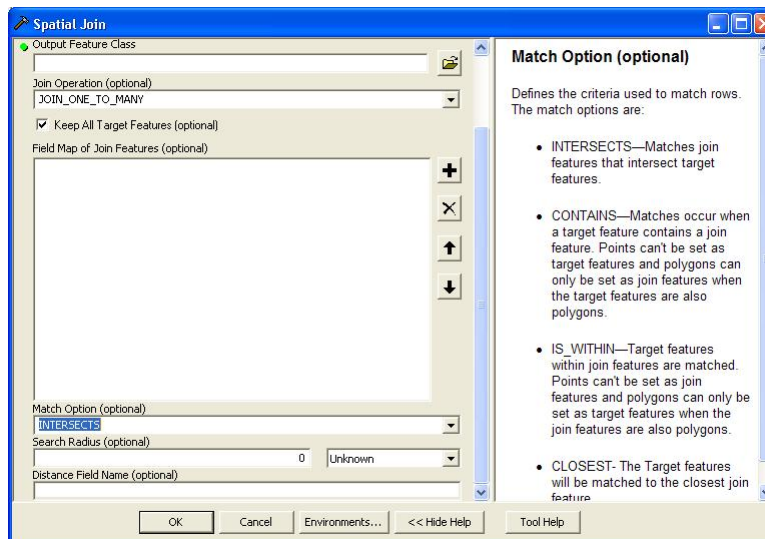 Spatial Join
Output Feature Class
Join Operation (optional)
JOIN_ONE_TO_MANY
Keep All Target Features (optional)
Field Map of Join Features (optional)
Match Option (optional)
INTERSECTS
Search Radius (optional)
0 Unknown
Distance Field Name (optional)
OK Cancel Environments... << Hide Help Tool Help
Match Option (optional)
Defines the criteria used to match rows.
The match options are:
• INTERSECTS—Matches join
features that intersect target
features.
• CONTAINS—Matches occur when
a target feature contains a join
feature. Points can't be set as
target features and polygons can
only be set as join features when
the target features are also
polygons.
• IS_WITHIN—Target features
within join features are matched.
Points can't be set as join
features and polygons can only be
set as target features when the
join features are also polygons.
• CLOSEST- The Target features
will be matched to the closest join
feature